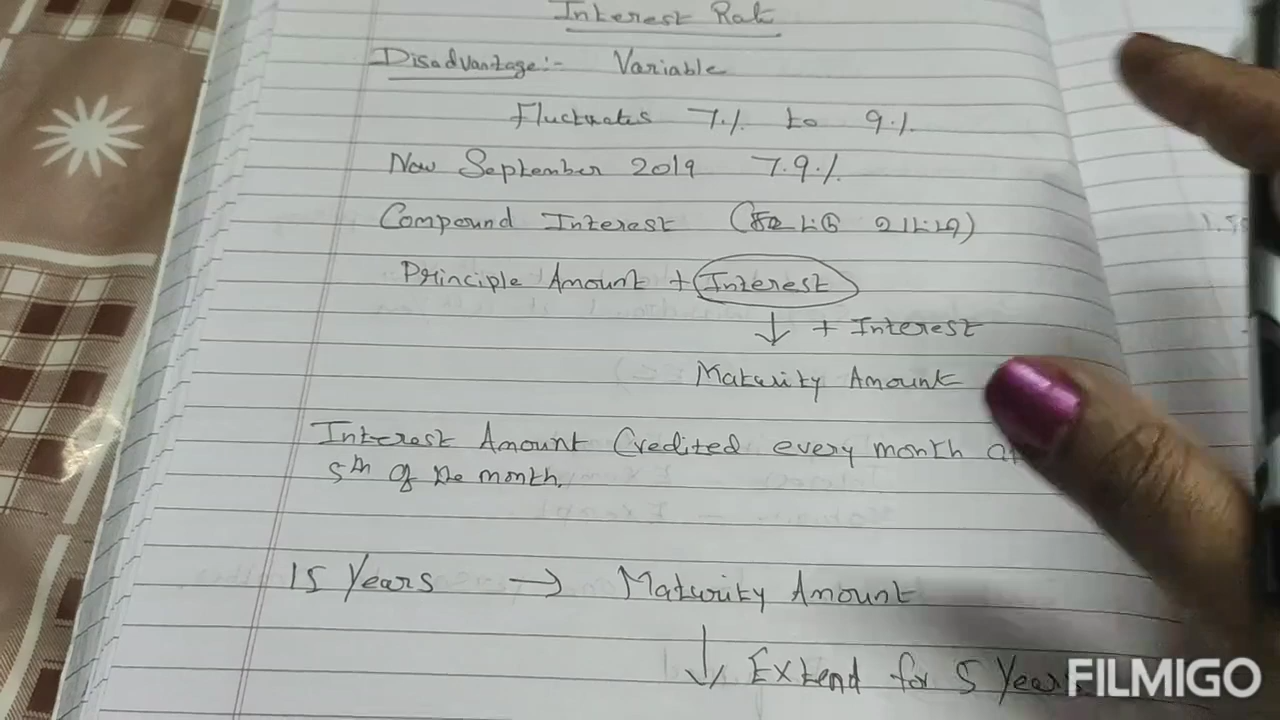 Interest Rate
Disadvantage:- Variable
Fluctuates 7.% to 9.%
Now September 2019 7.9.%
Compound Interest
Principle Amount + Interest
↓ + Interest
Maturity Amount
Interest Amount Credited every month
5th of the month.
15 Years → Maturity Amount
↓ Extend for 5 Years
FILMIGO